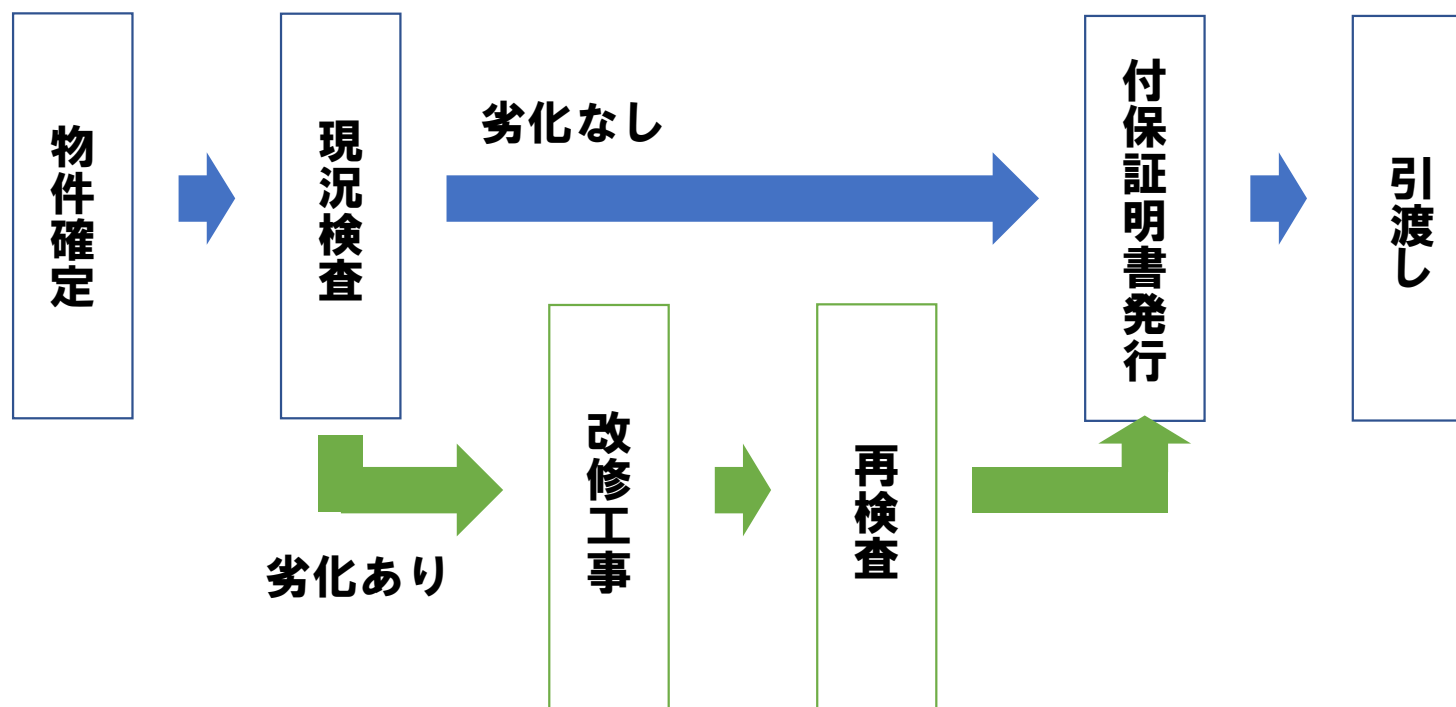 物件確定
現況検査
劣化なし
付保証明書発行
引渡し
劣化あり
改修工事
再検査